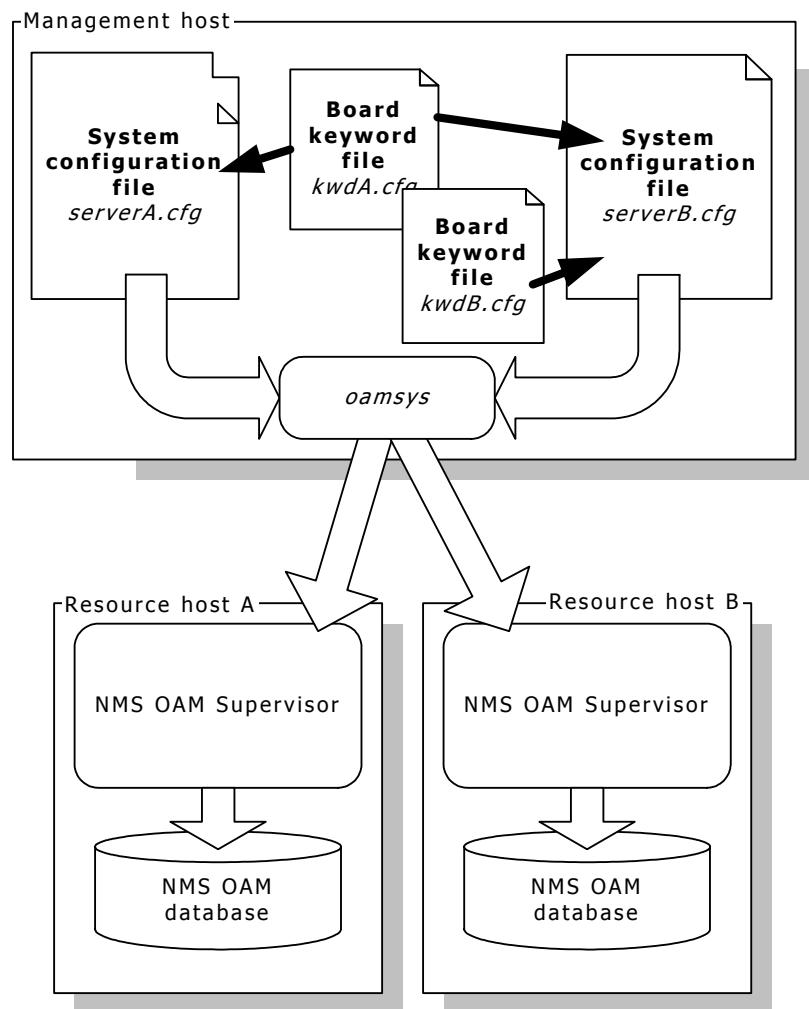 Management host
System
configuration
file
serverA.cfg
Board
keyword
file
kwdA.cfg
Board
keyword
file
kwdB.cfg
System
configuration
file
serverB.cfg
oamsys
Resource host A
NMS OAM Supervisor
NMS OAM
database
Resource host B
NMS OAM Supervisor
NMS OAM
database